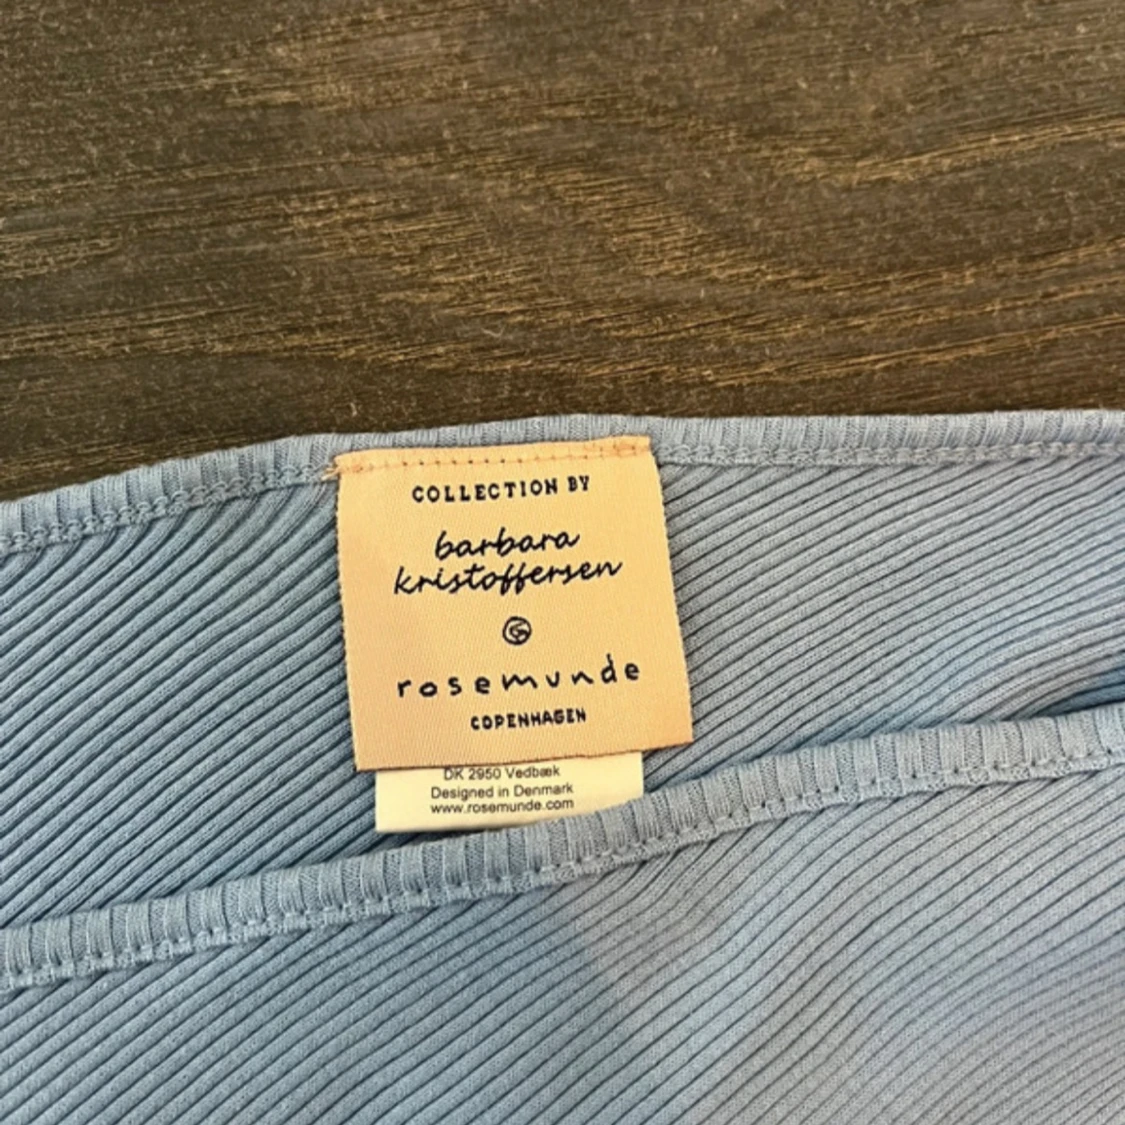 COLLECTION BY
barbara
kristoffersen
rosemunde
COPENHAGEN
DK 2950 Vedbæk
Designed in Denmark
www.rosemunde.com